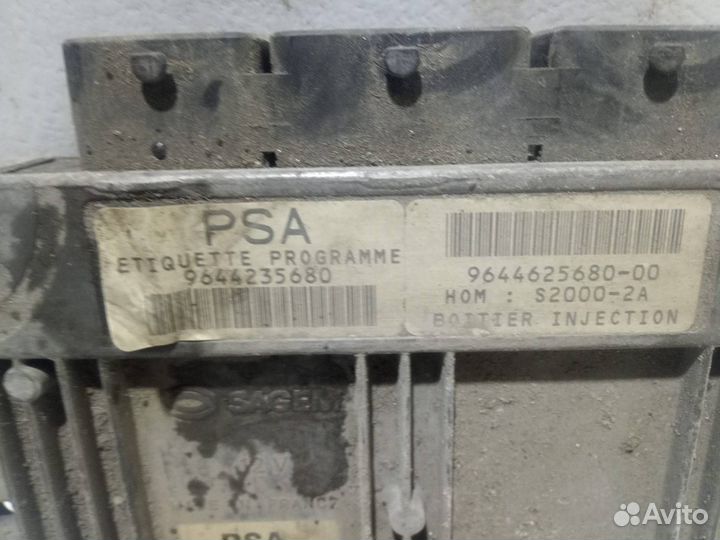 PSA
ETIQUETTE PROGRAMME
9644235680
9644625680-00
HOM : S2000-2A
BOITIER INJECTION
SAGEM
PSA
Avito